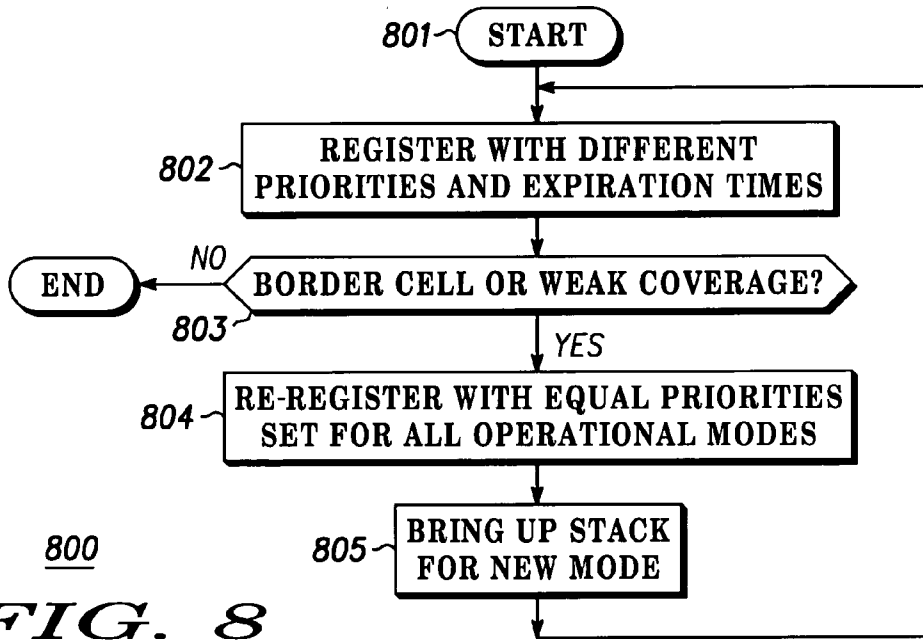 801
START
802
REGISTER WITH DIFFERENT
PRIORITIES AND EXPIRATION TIMES
END
NO
BORDER CELL OR WEAK COVERAGE?
803
YES
804
RE-REGISTER WITH EQUAL PRIORITIES
SET FOR ALL OPERATIONAL MODES
805
BRING UP STACK
FOR NEW MODE
800
FIG. 8